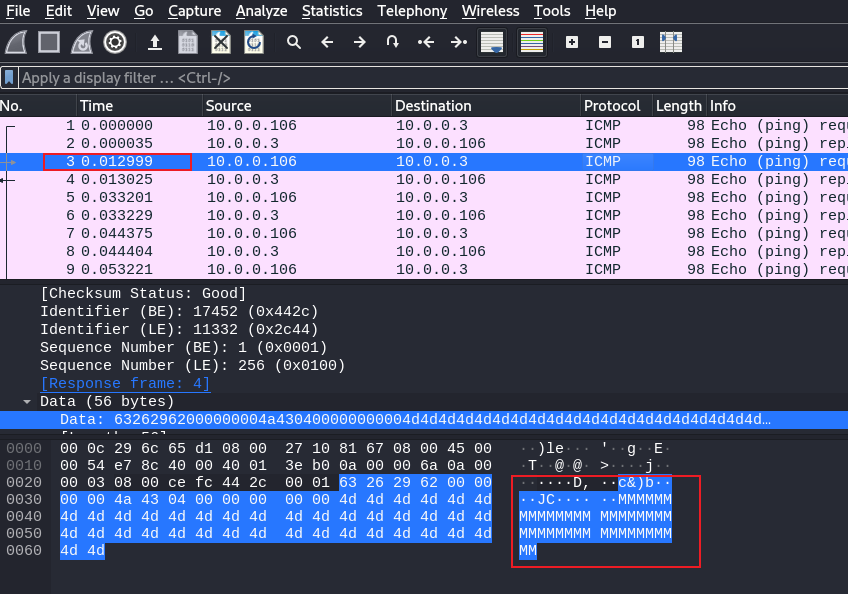 File Edit View Go Capture Analyze Statistics Telephony Wireless Tools Help
Apply a display filter … <Ctrl-/>
No. Time Source Destination Protocol Length Info
1 0.000000 10.0.0.106 10.0.0.3 ICMP 98 Echo (ping) requ
2 0.000035 10.0.0.3 10.0.0.106 ICMP 98 Echo (ping) repl
3 0.012999 10.0.0.106 10.0.0.3 ICMP 98 Echo (ping) requ
4 0.013025 10.0.0.3 10.0.0.106 ICMP 98 Echo (ping) repl
5 0.033201 10.0.0.106 10.0.0.3 ICMP 98 Echo (ping) requ
6 0.033229 10.0.0.3 10.0.0.106 ICMP 98 Echo (ping) repl
7 0.044375 10.0.0.106 10.0.0.3 ICMP 98 Echo (ping) requ
8 0.044404 10.0.0.3 10.0.0.106 ICMP 98 Echo (ping) repl
9 0.053221 10.0.0.106 10.0.0.3 ICMP 98 Echo (ping) requ
[Checksum Status: Good]
Identifier (BE): 17452 (0x442c)
Identifier (LE): 11332 (0x2c44)
Sequence Number (BE): 1 (0x0001)
Sequence Number (LE): 256 (0x0100)
[Response frame: 4]
Data (56 bytes)
Data: 63262962000000004a430400000000004d4d4d4d4d4d4d4d4d4d4d4d4d4d4d4d4d4d4d4d…
0000 00 0c 29 6c 65 d1 08 00 27 10 81 67 08 00 45 00 ··)le··· '··g··E·
0010 00 54 e7 8c 40 00 40 01 3e b0 0a 00 00 6a 0a 00 ·T··@·@· >····j··
0020 00 03 08 00 ce fc 44 2c 00 01 63 26 29 62 00 00 ······D, ··c&)b··
0030 00 00 4a 43 04 00 00 00 00 00 4d 4d 4d 4d 4d 4d ··JC···· ··MMMMMM
0040 4d 4d 4d 4d 4d 4d 4d 4d 4d 4d 4d 4d 4d 4d 4d 4d MMMMMMMM MMMMMMMM
0050 4d 4d 4d 4d 4d 4d 4d 4d 4d 4d 4d 4d 4d 4d 4d 4d MMMMMMMM MMMMMMMM
0060 4d 4d MM